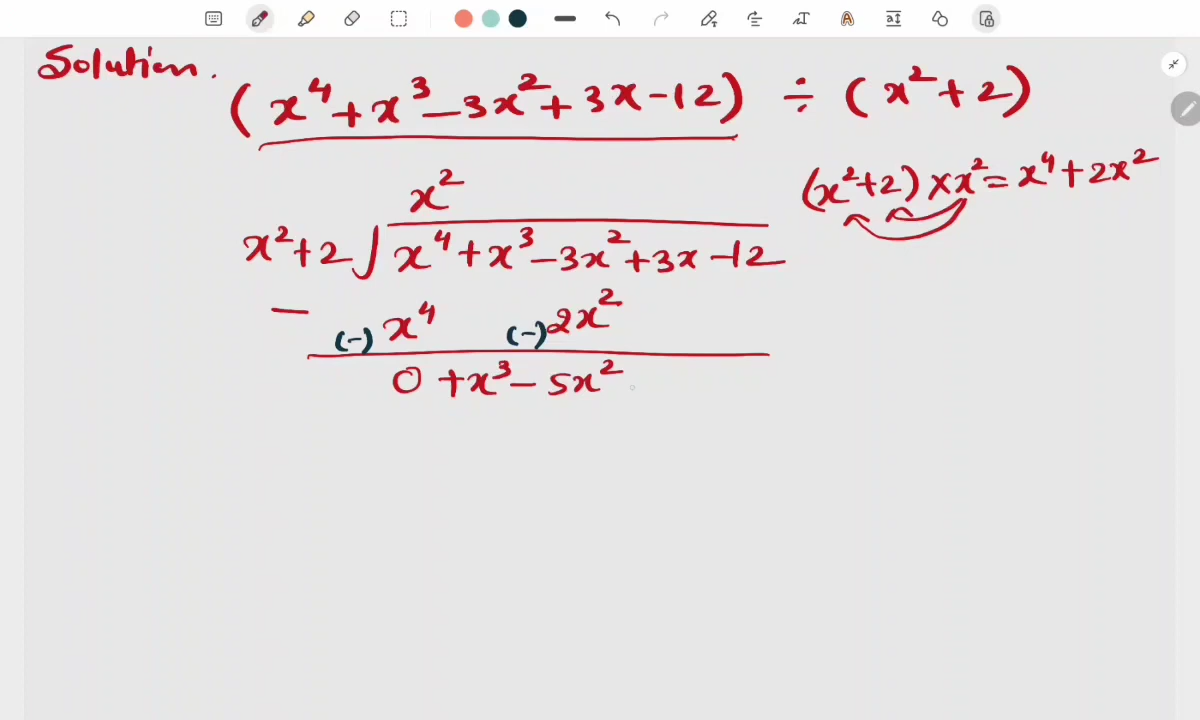 Solution.
(x⁴+x³-3x²+3x-12) ÷ (x²+2)
(x²+2)×x²=x⁴+2x²
x²
x²+2√x⁴+x³-3x²+3x-12
- (-)x⁴ (-)2x²
0 +x³-5x²